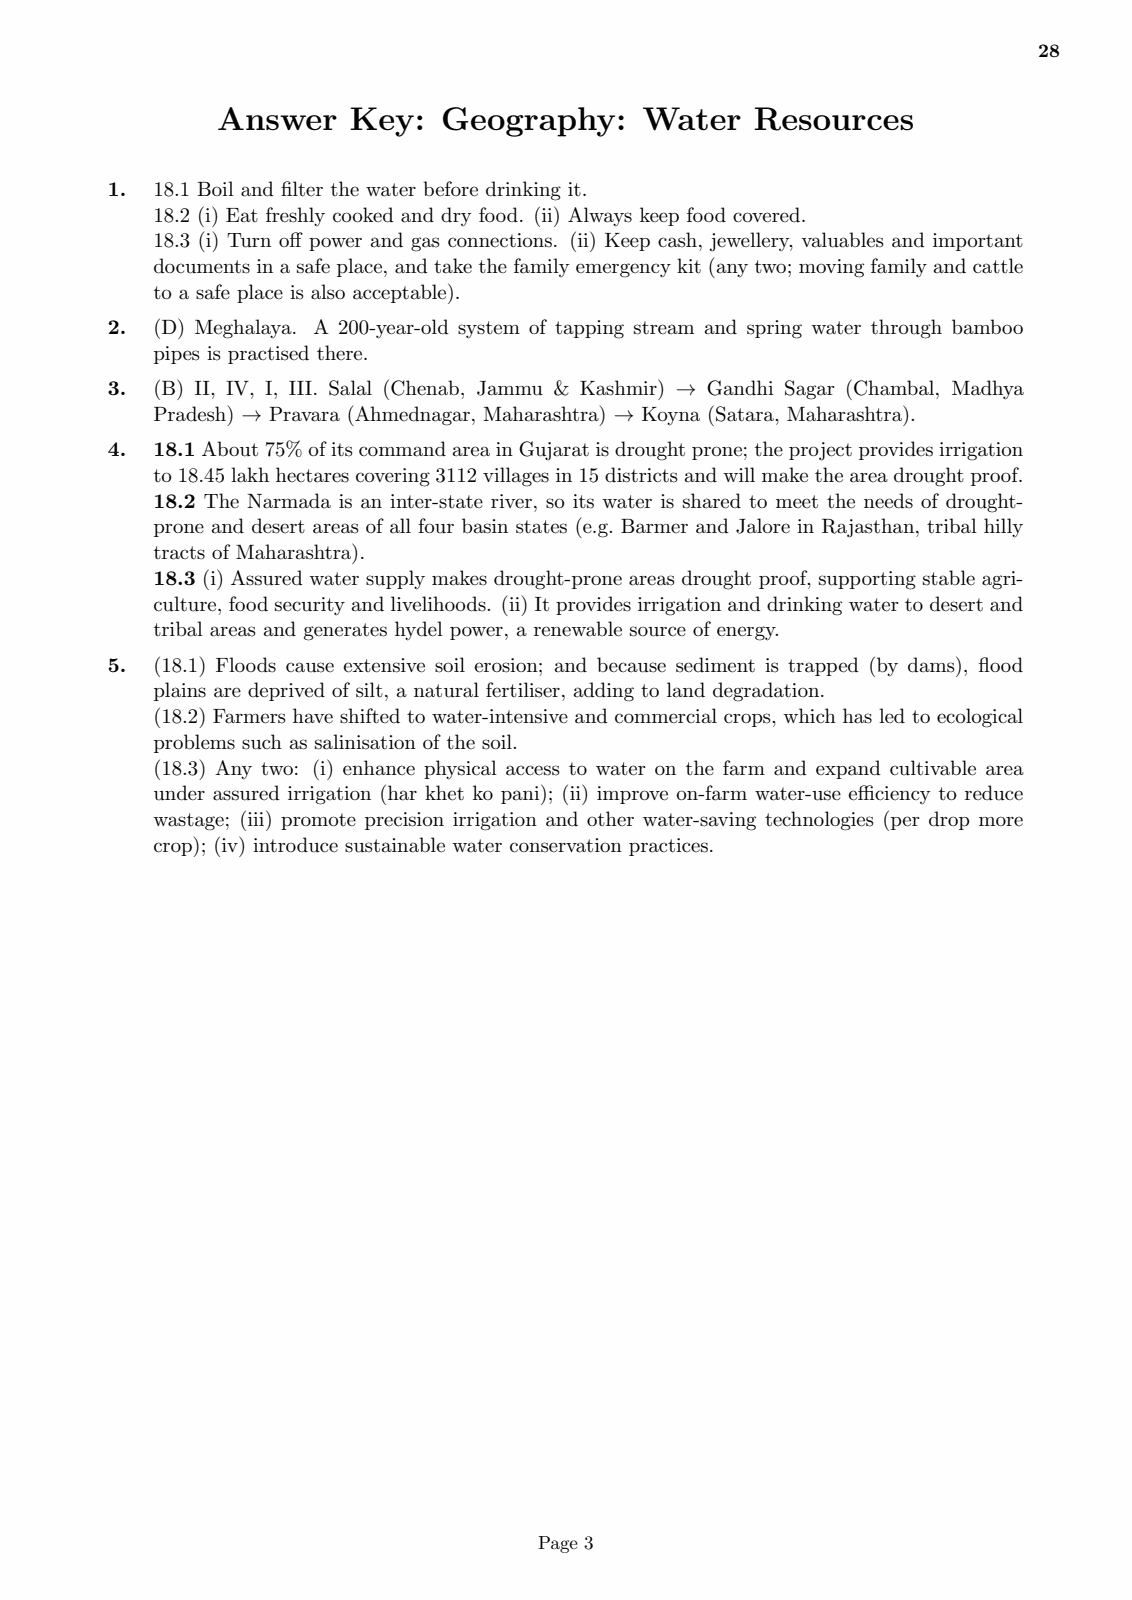 28
Answer Key: Geography: Water Resources
1. 18.1 Boil and filter the water before drinking it.
18.2 (i) Eat freshly cooked and dry food. (ii) Always keep food covered.
18.3 (i) Turn off power and gas connections. (ii) Keep cash, jewellery, valuables and important
documents in a safe place, and take the family emergency kit (any two; moving family and cattle
to a safe place is also acceptable).
2. (D) Meghalaya. A 200-year-old system of tapping stream and spring water through bamboo
pipes is practised there.
3. (B) II, IV, I, III. Salal (Chenab, Jammu & Kashmir) → Gandhi Sagar (Chambal, Madhya
Pradesh) → Pravara (Ahmednagar, Maharashtra) → Koyna (Satara, Maharashtra).
4. 18.1 About 75% of its command area in Gujarat is drought prone; the project provides irrigation
to 18.45 lakh hectares covering 3112 villages in 15 districts and will make the area drought proof.
18.2 The Narmada is an inter-state river, so its water is shared to meet the needs of drought-
prone and desert areas of all four basin states (e.g. Barmer and Jalore in Rajasthan, tribal hilly
tracts of Maharashtra).
18.3 (i) Assured water supply makes drought-prone areas drought proof, supporting stable agri-
culture, food security and livelihoods. (ii) It provides irrigation and drinking water to desert and
tribal areas and generates hydel power, a renewable source of energy.
5. (18.1) Floods cause extensive soil erosion; and because sediment is trapped (by dams), flood
plains are deprived of silt, a natural fertiliser, adding to land degradation.
(18.2) Farmers have shifted to water-intensive and commercial crops, which has led to ecological
problems such as salinisation of the soil.
(18.3) Any two: (i) enhance physical access to water on the farm and expand cultivable area
under assured irrigation (har khet ko pani); (ii) improve on-farm water-use efficiency to reduce
wastage; (iii) promote precision irrigation and other water-saving technologies (per drop more
crop); (iv) introduce sustainable water conservation practices.
Page 3